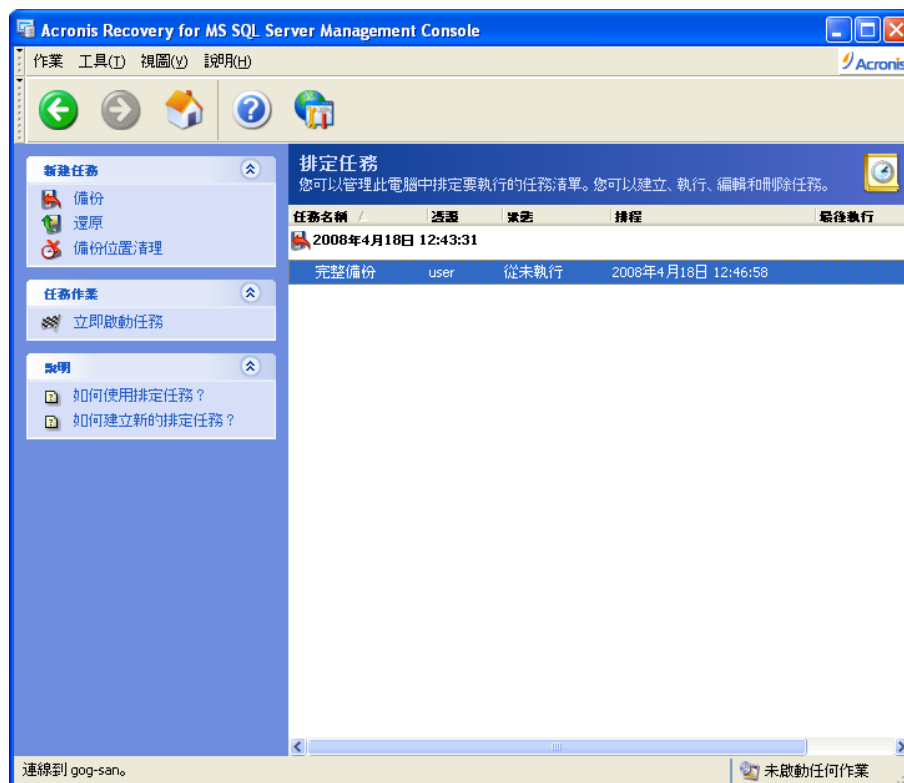 Acronis Recovery for MS SQL Server Management Console
作業 工具(T) 視圖(V) 說明(H)
Acronis
新建任務
備份
還原
備份位置清理
任務作業
立即啟動任務
說明
如何使用排定任務？
如何建立新的排定任務？
排定任務
您可以管理此電腦中排定要執行的任務清單。您可以建立、執行、編輯和刪除任務。
任務名稱 憑證 狀態 排程 最後執行
2008年4月18日 12:43:31
完整備份 user 從未執行 2008年4月18日 12:46:58
連線到 gog-san。
未啟動任何作業